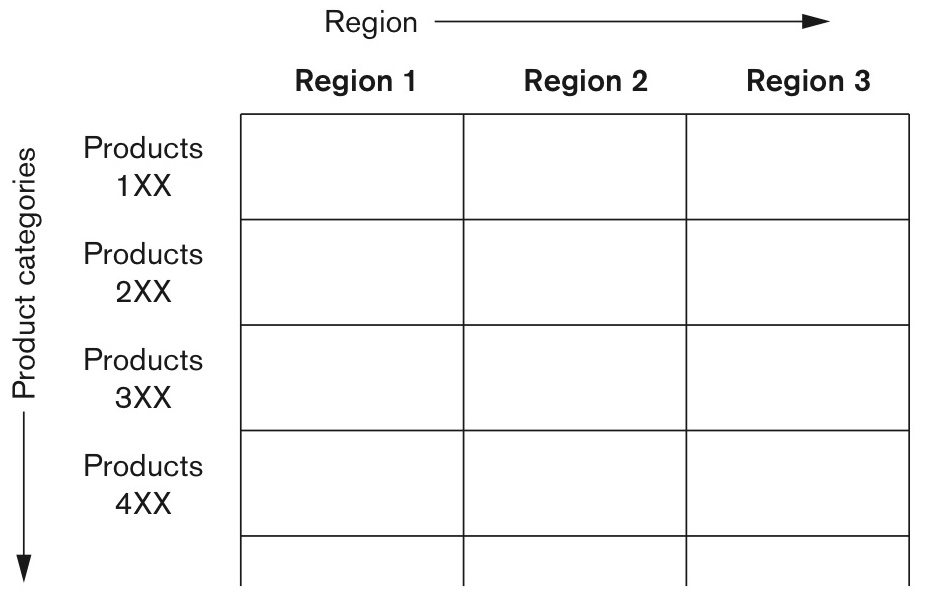 Region
Region 1 Region 2 Region 3
Product categories
Products
1XX
Products
2XX
Products
3XX
Products
4XX